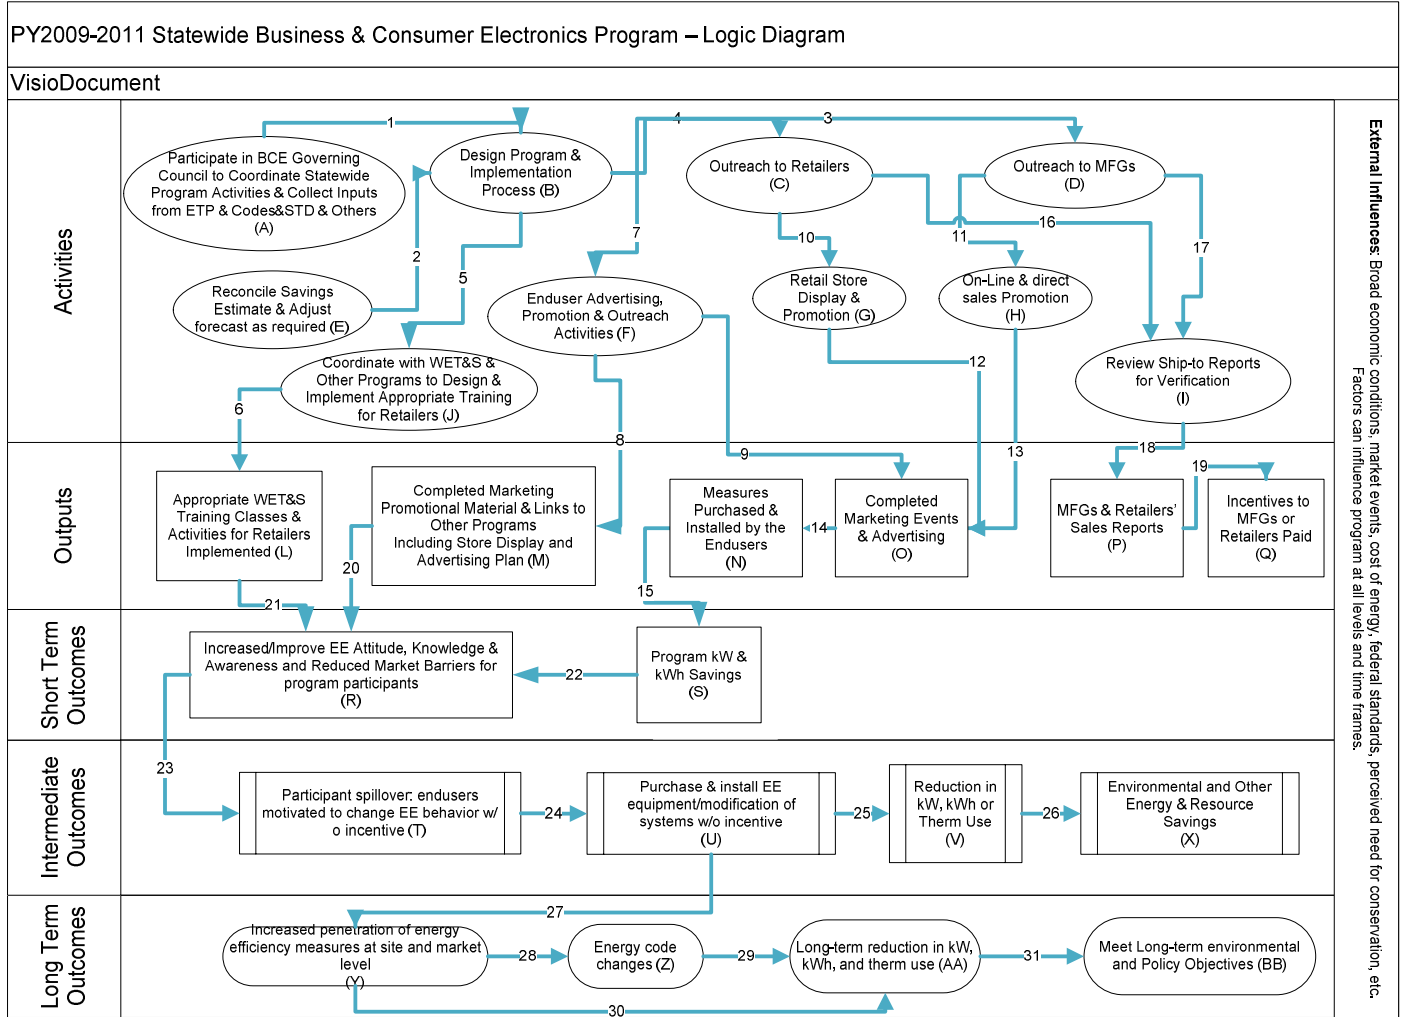 PY2009-2011 Statewide Business & Consumer Electronics Program – Logic Diagram
VisioDocument
Activities
1
Participate in BCE Governing
Council to Coordinate Statewide
Program Activities & Collect Inputs
from ETP & Codes&STD & Others
(A)
Design Program &
Implementation
Process (B)
4
3
Outreach to Retailers
(C)
Outreach to MFGs
(D)
2
5
7
10
11
16
17
Reconcile Savings
Estimate & Adjust
forecast as required (E)
Enduser Advertising,
Promotion & Outreach
Activities (F)
Retail Store
Display &
Promotion (G)
On-Line & direct
sales Promotion
(H)
Coordinate with WET&S &
Other Programs to Design &
Implement Appropriate Training
for Retailers (J)
12
Review Ship-to Reports
for Verification
(I)
6
8
9
13
18
Outputs
Appropriate WET&S
Training Classes &
Activities for Retailers
Implemented (L)
Completed Marketing
Promotional Material & Links to
Other Programs
Including Store Display and
Advertising Plan (M)
Measures
Purchased &
Installed by the
Endusers
(N)
14
Completed
Marketing Events
& Advertising
(O)
MFGs & Retailers'
Sales Reports
(P)
19
Incentives to
MFGs or
Retailers Paid
(Q)
20
15
21
Short Term
Outcomes
Increased/Improve EE Attitude, Knowledge &
Awareness and Reduced Market Barriers for
program participants
(R)
22
Program kW &
kWh Savings
(S)
23
Intermediate
Outcomes
Participant spillover: endusers
motivated to change EE behavior w/
o incentive (T)
24
Purchase & install EE
equipment/modification of
systems w/o incentive
(U)
25
Reduction in
kW, kWh or
Therm Use
(V)
26
Environmental and Other
Energy & Resource
Savings
(X)
27
Long Term
Outcomes
Increased penetration of energy
efficiency measures at site and market
level
(Y)
28
Energy code
changes (Z)
29
Long-term reduction in kW,
kWh, and therm use (AA)
31
Meet Long-term environmental
and Policy Objectives (BB)
30
External Influences: Broad economic conditions, market events, cost of energy, federal standards, perceived need for conservation, etc.
Factors can influence program at all levels and time frames.